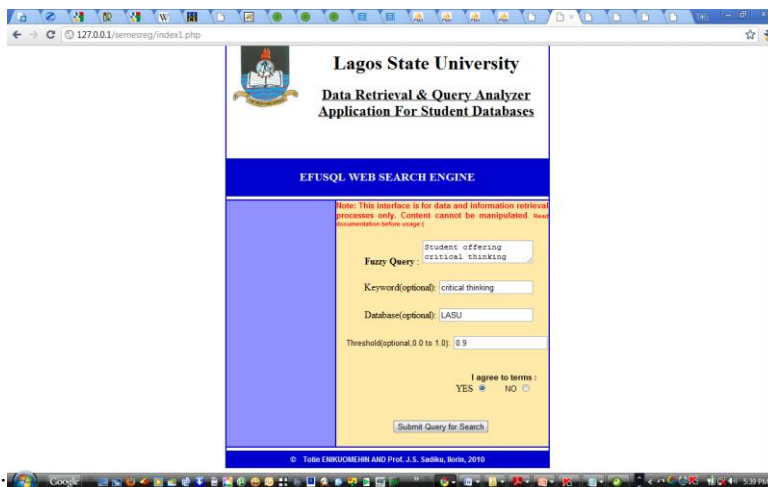 127.0.0.1/semesreg/index1.php
Lagos State University
Data Retrieval & Query Analyzer
Application For Student Databases
EFUSQL WEB SEARCH ENGINE
Note: This interface is for data and information retrieval
processes only. Content cannot be manipulated. Read
documentation before usage (
Fuzzy Query :
Student offering
critical thinking
Keyword(optional): critical thinking
Database(optional): LASU
Threshold(optional,0.0 to 1.0): 0.9
I agree to terms :
YES NO
Submit Query for Search
© Totin ENIKUOMEHIN AND Prof. J.S. Sadiku, Ilorin, 2010
Google 5:39 PM